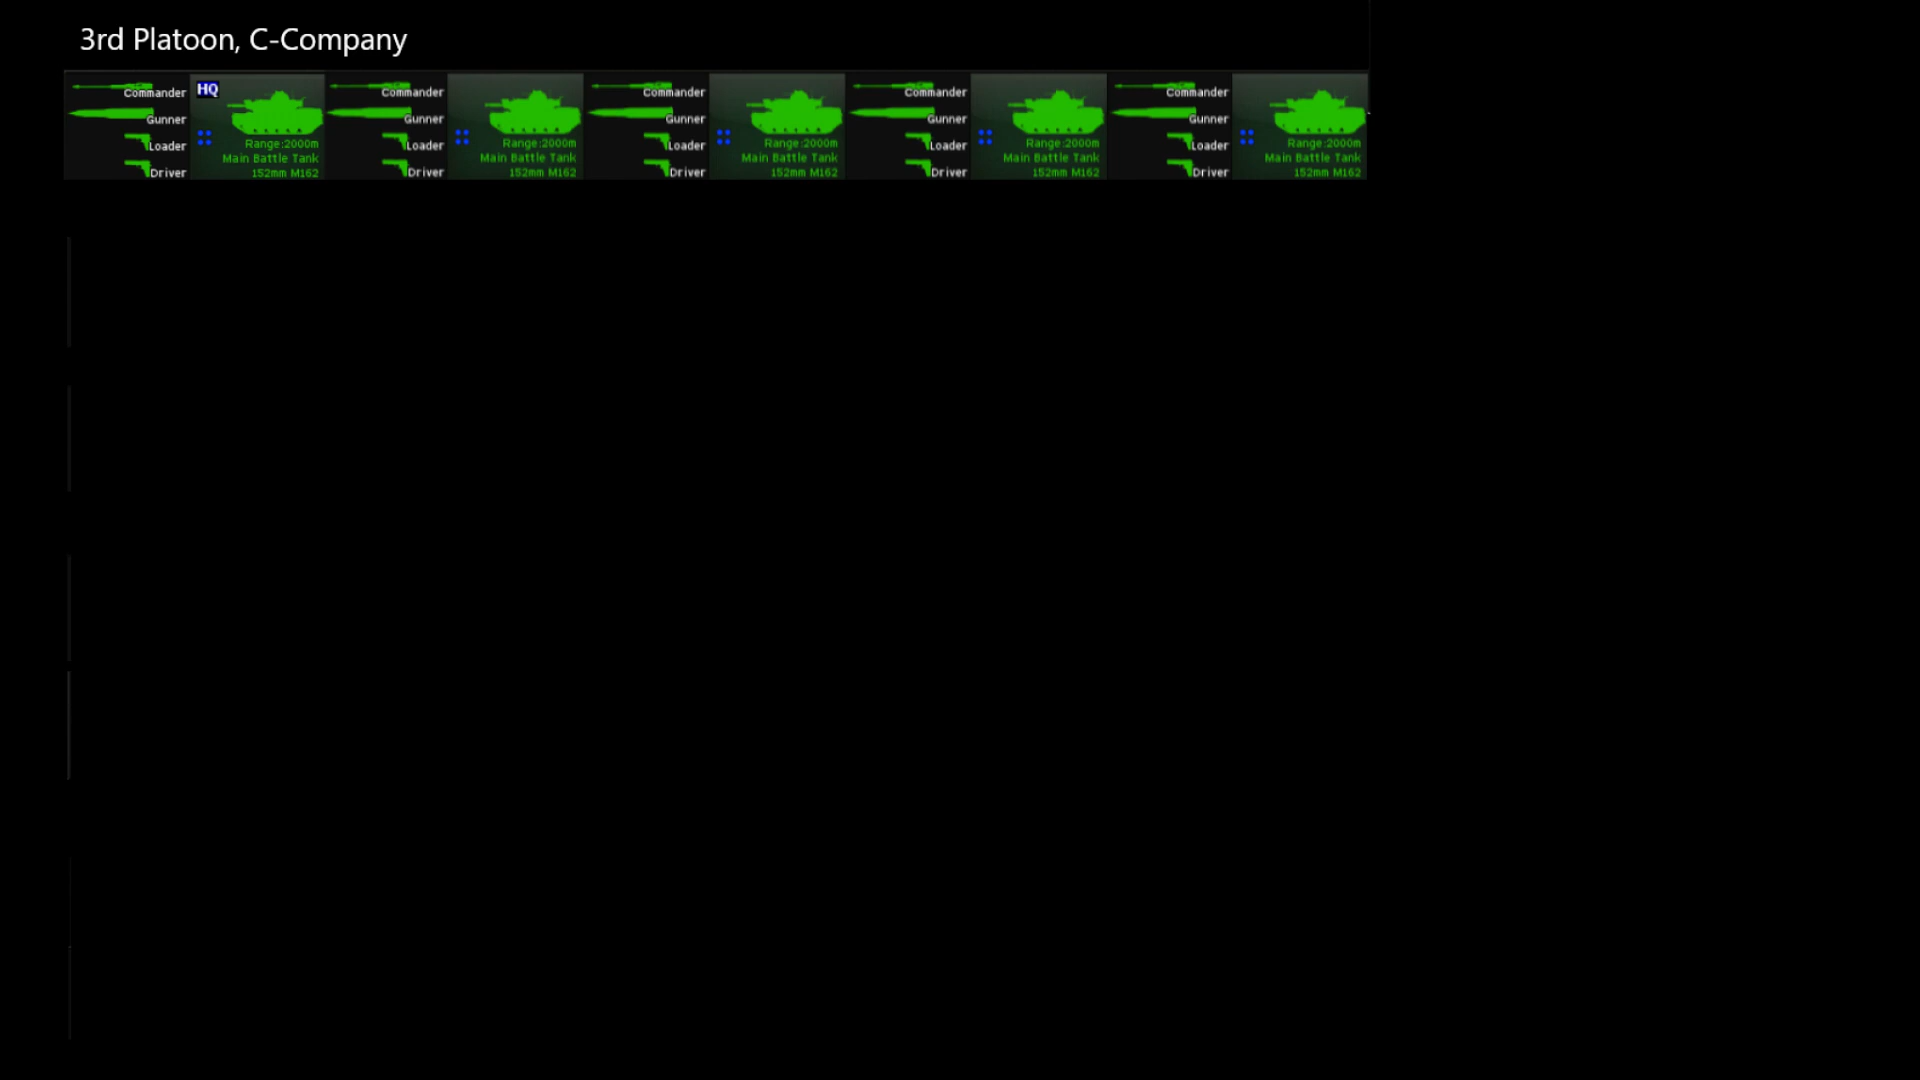 3rd Platoon, C-Company
Commander
Gunner
Loader
Driver
HQ
Range:2000m
Main Battle Tank
152mm M162
Commander
Gunner
Loader
Driver
Range:2000m
Main Battle Tank
152mm M162
Commander
Gunner
Loader
Driver
Range:2000m
Main Battle Tank
152mm M162
Commander
Gunner
Loader
Driver
Range:2000m
Main Battle Tank
152mm M162
Commander
Gunner
Loader
Driver
Range:2000m
Main Battle Tank
152mm M162